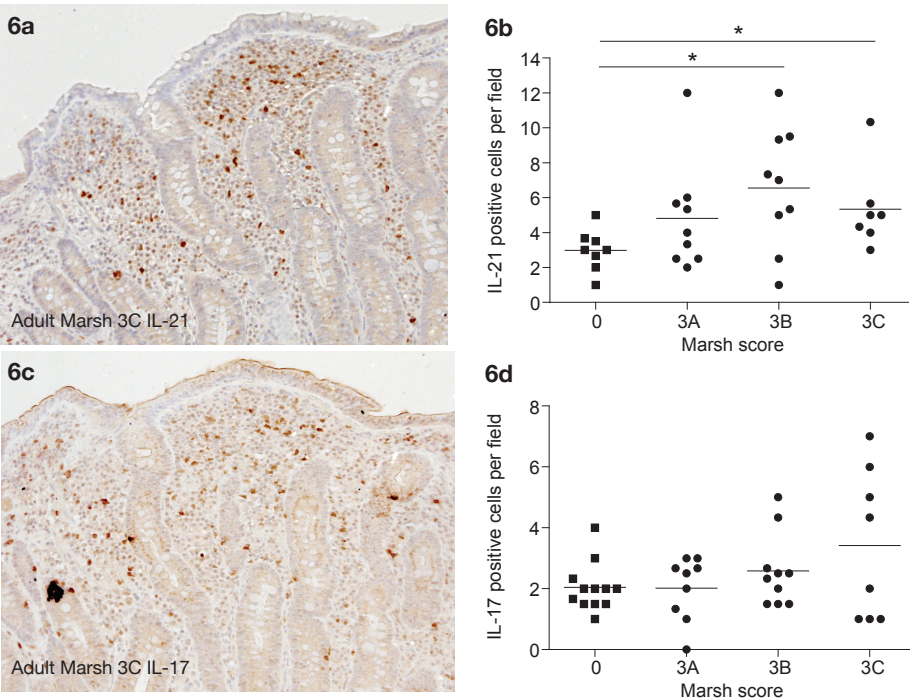 6a
Adult Marsh 3C IL-21
6b
*
*
IL-21 positive cells per field
14
12
10
8
6
4
2
0
0 3A 3B 3C
Marsh score
6c
Adult Marsh 3C IL-17
6d
IL-17 positive cells per field
8
6
4
2
0
0 3A 3B 3C
Marsh score